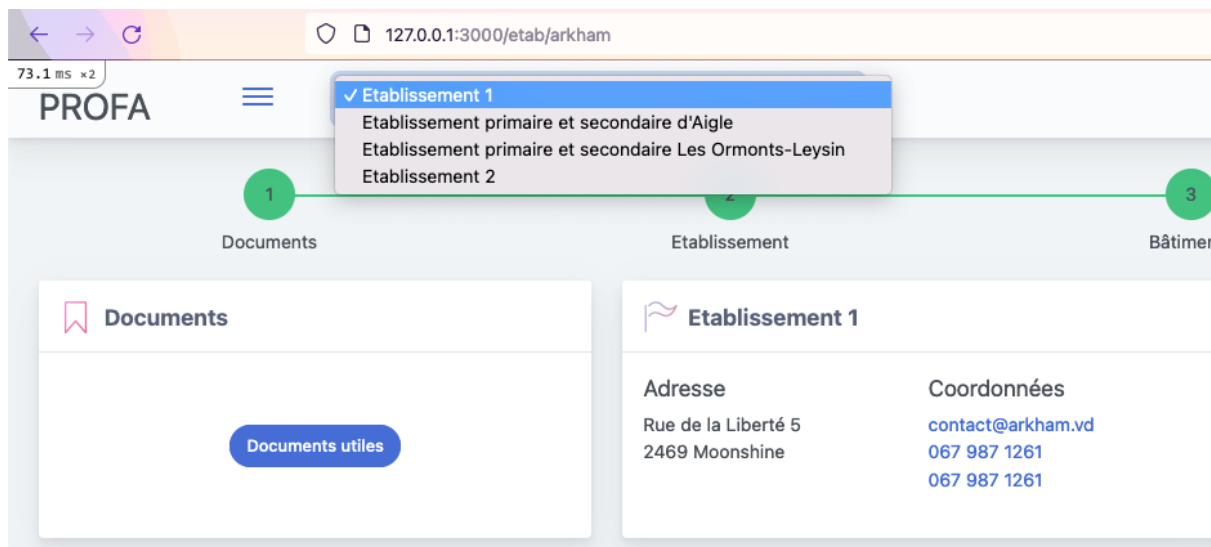 127.0.0.1:3000/etab/arkham
73.1 ms ×2
PROFA
✓ Etablissement 1
Etablissement primaire et secondaire d'Aigle
Etablissement primaire et secondaire Les Ormonts-Leysin
Etablissement 2
1
2
3
Documents
Etablissement
Documents
Documents utiles
Etablissement 1
Adresse
Rue de la Liberté 5
2469 Moonshine
Coordonnées
contact@arkham.vd
067 987 1261
067 987 1261